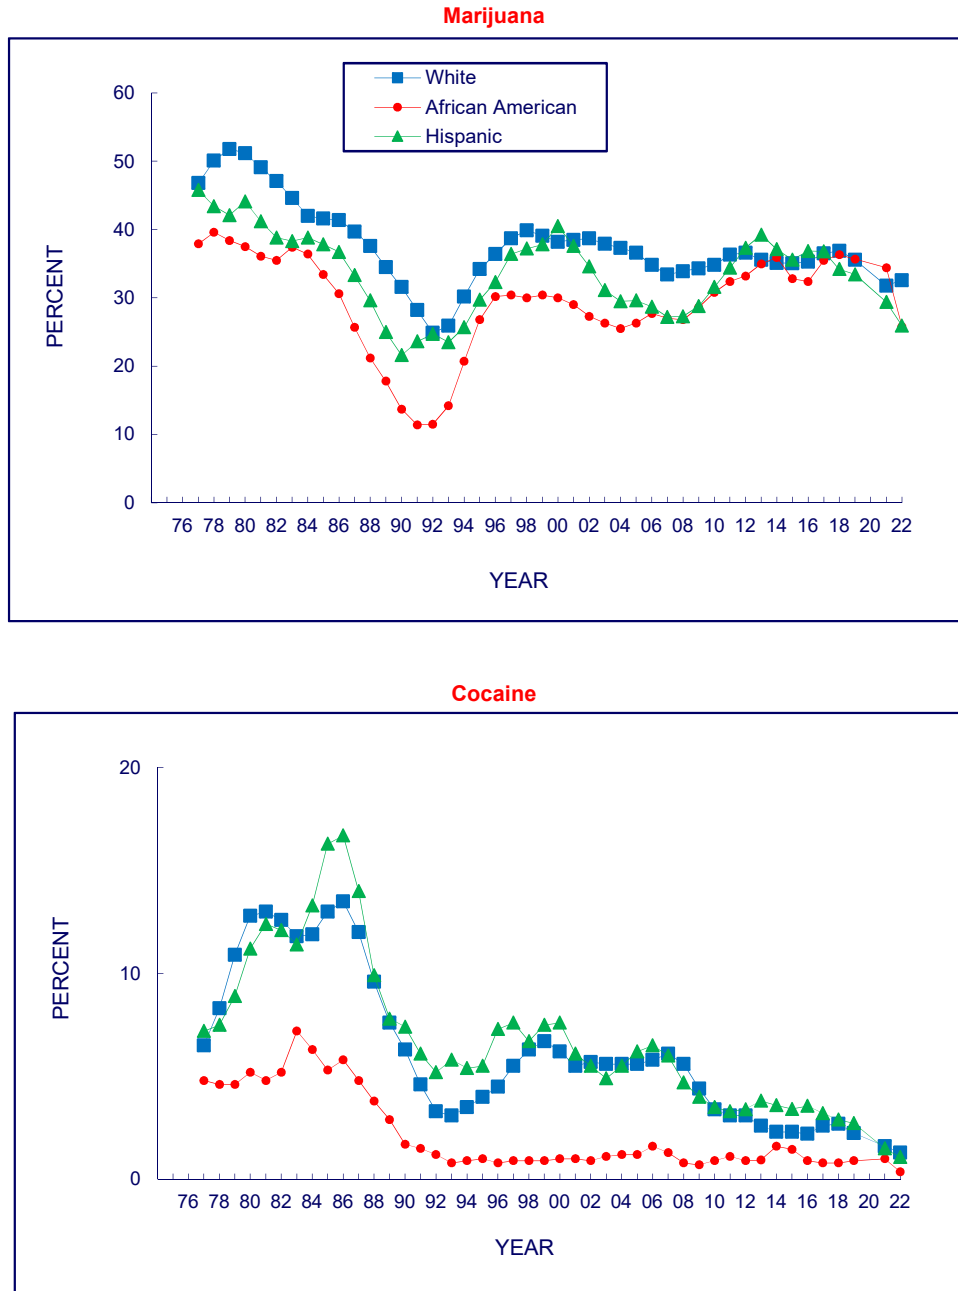 Marijuana
White
African American
Hispanic
60
50
40
30
20
10
0
PERCENT
76 78 80 82 84 86 88 90 92 94 96 98 00 02 04 06 08 10 12 14 16 18 20 22
YEAR
Cocaine
20
10
0
PERCENT
76 78 80 82 84 86 88 90 92 94 96 98 00 02 04 06 08 10 12 14 16 18 20 22
YEAR